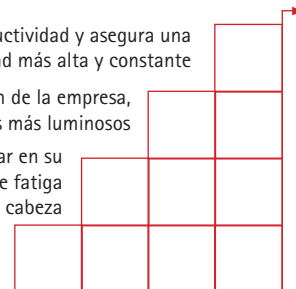 uctividad y asegura una
d más alta y constante
n de la empresa,
s más luminosos
ar en su
e fatiga
cabeza